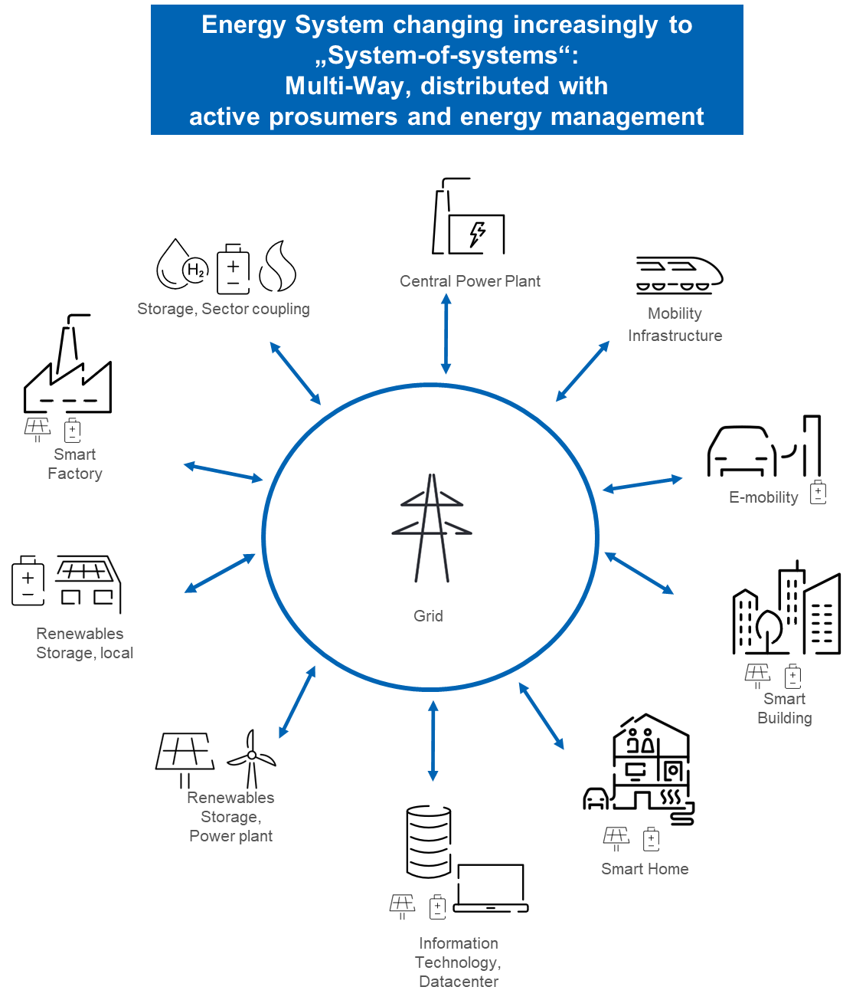 Energy System changing increasingly to
„System-of-systems“:
Multi-Way, distributed with
active prosumers and energy management
Central Power Plant
H₂
Storage, Sector coupling
Mobility
Infrastructure
Smart
Factory
E-mobility
Grid
Renewables
Storage, local
Smart
Building
Renewables
Storage,
Power plant
Smart Home
Information
Technology,
Datacenter